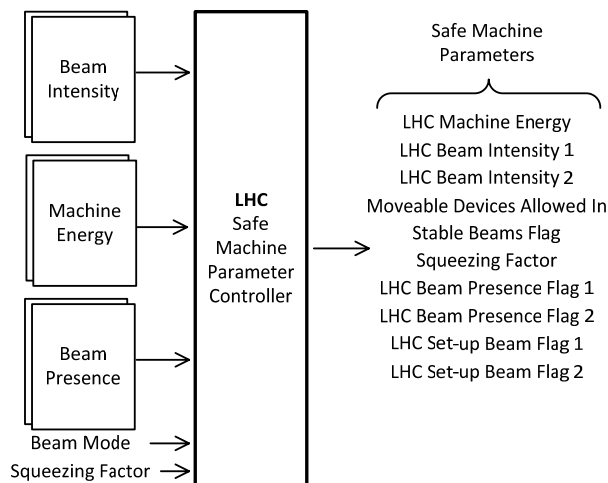 Beam
Intensity
Machine
Energy
Beam
Presence
Beam Mode
Squeezing Factor
LHC
Safe
Machine
Parameter
Controller
Safe Machine
Parameters
LHC Machine Energy
LHC Beam Intensity 1
LHC Beam Intensity 2
Moveable Devices Allowed In
Stable Beams Flag
Squeezing Factor
LHC Beam Presence Flag 1
LHC Beam Presence Flag 2
LHC Set-up Beam Flag 1
LHC Set-up Beam Flag 2